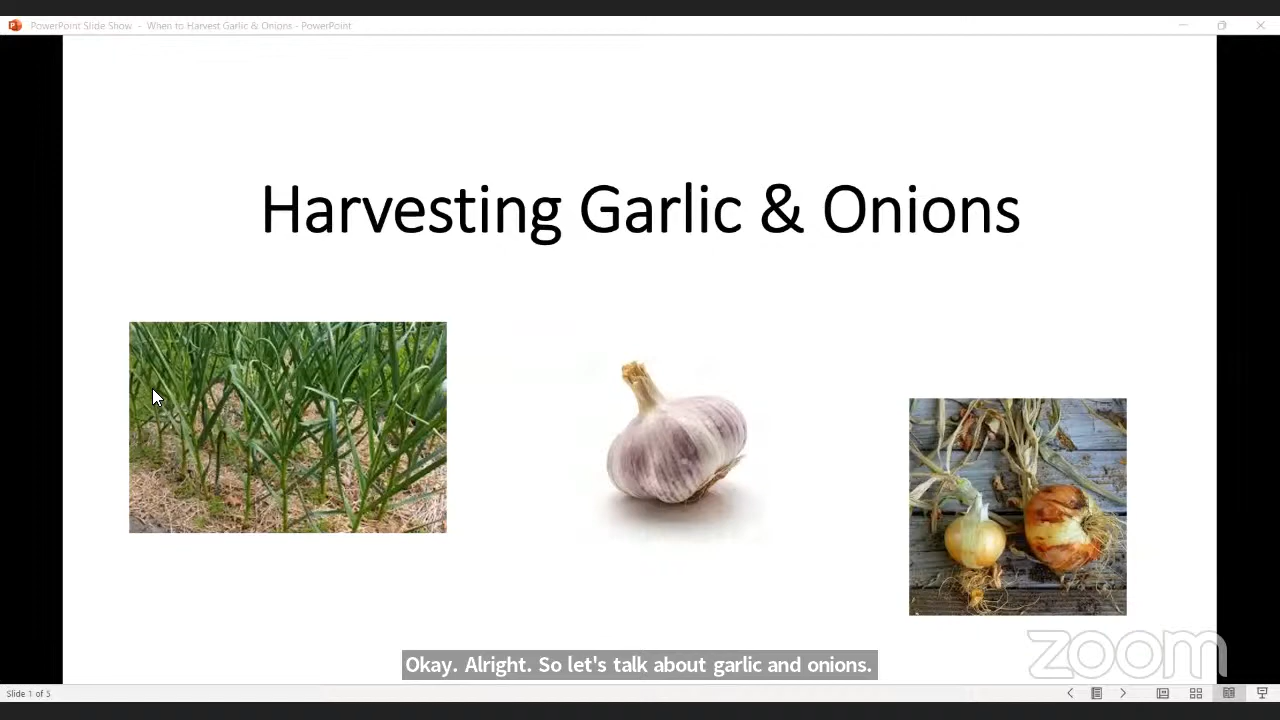 PowerPoint Slide Show - When to Harvest Garlic & Onions - PowerPoint
Harvesting Garlic & Onions
Okay. Alright. So let's talk about garlic and onions.
zoom
Slide 1 of 5